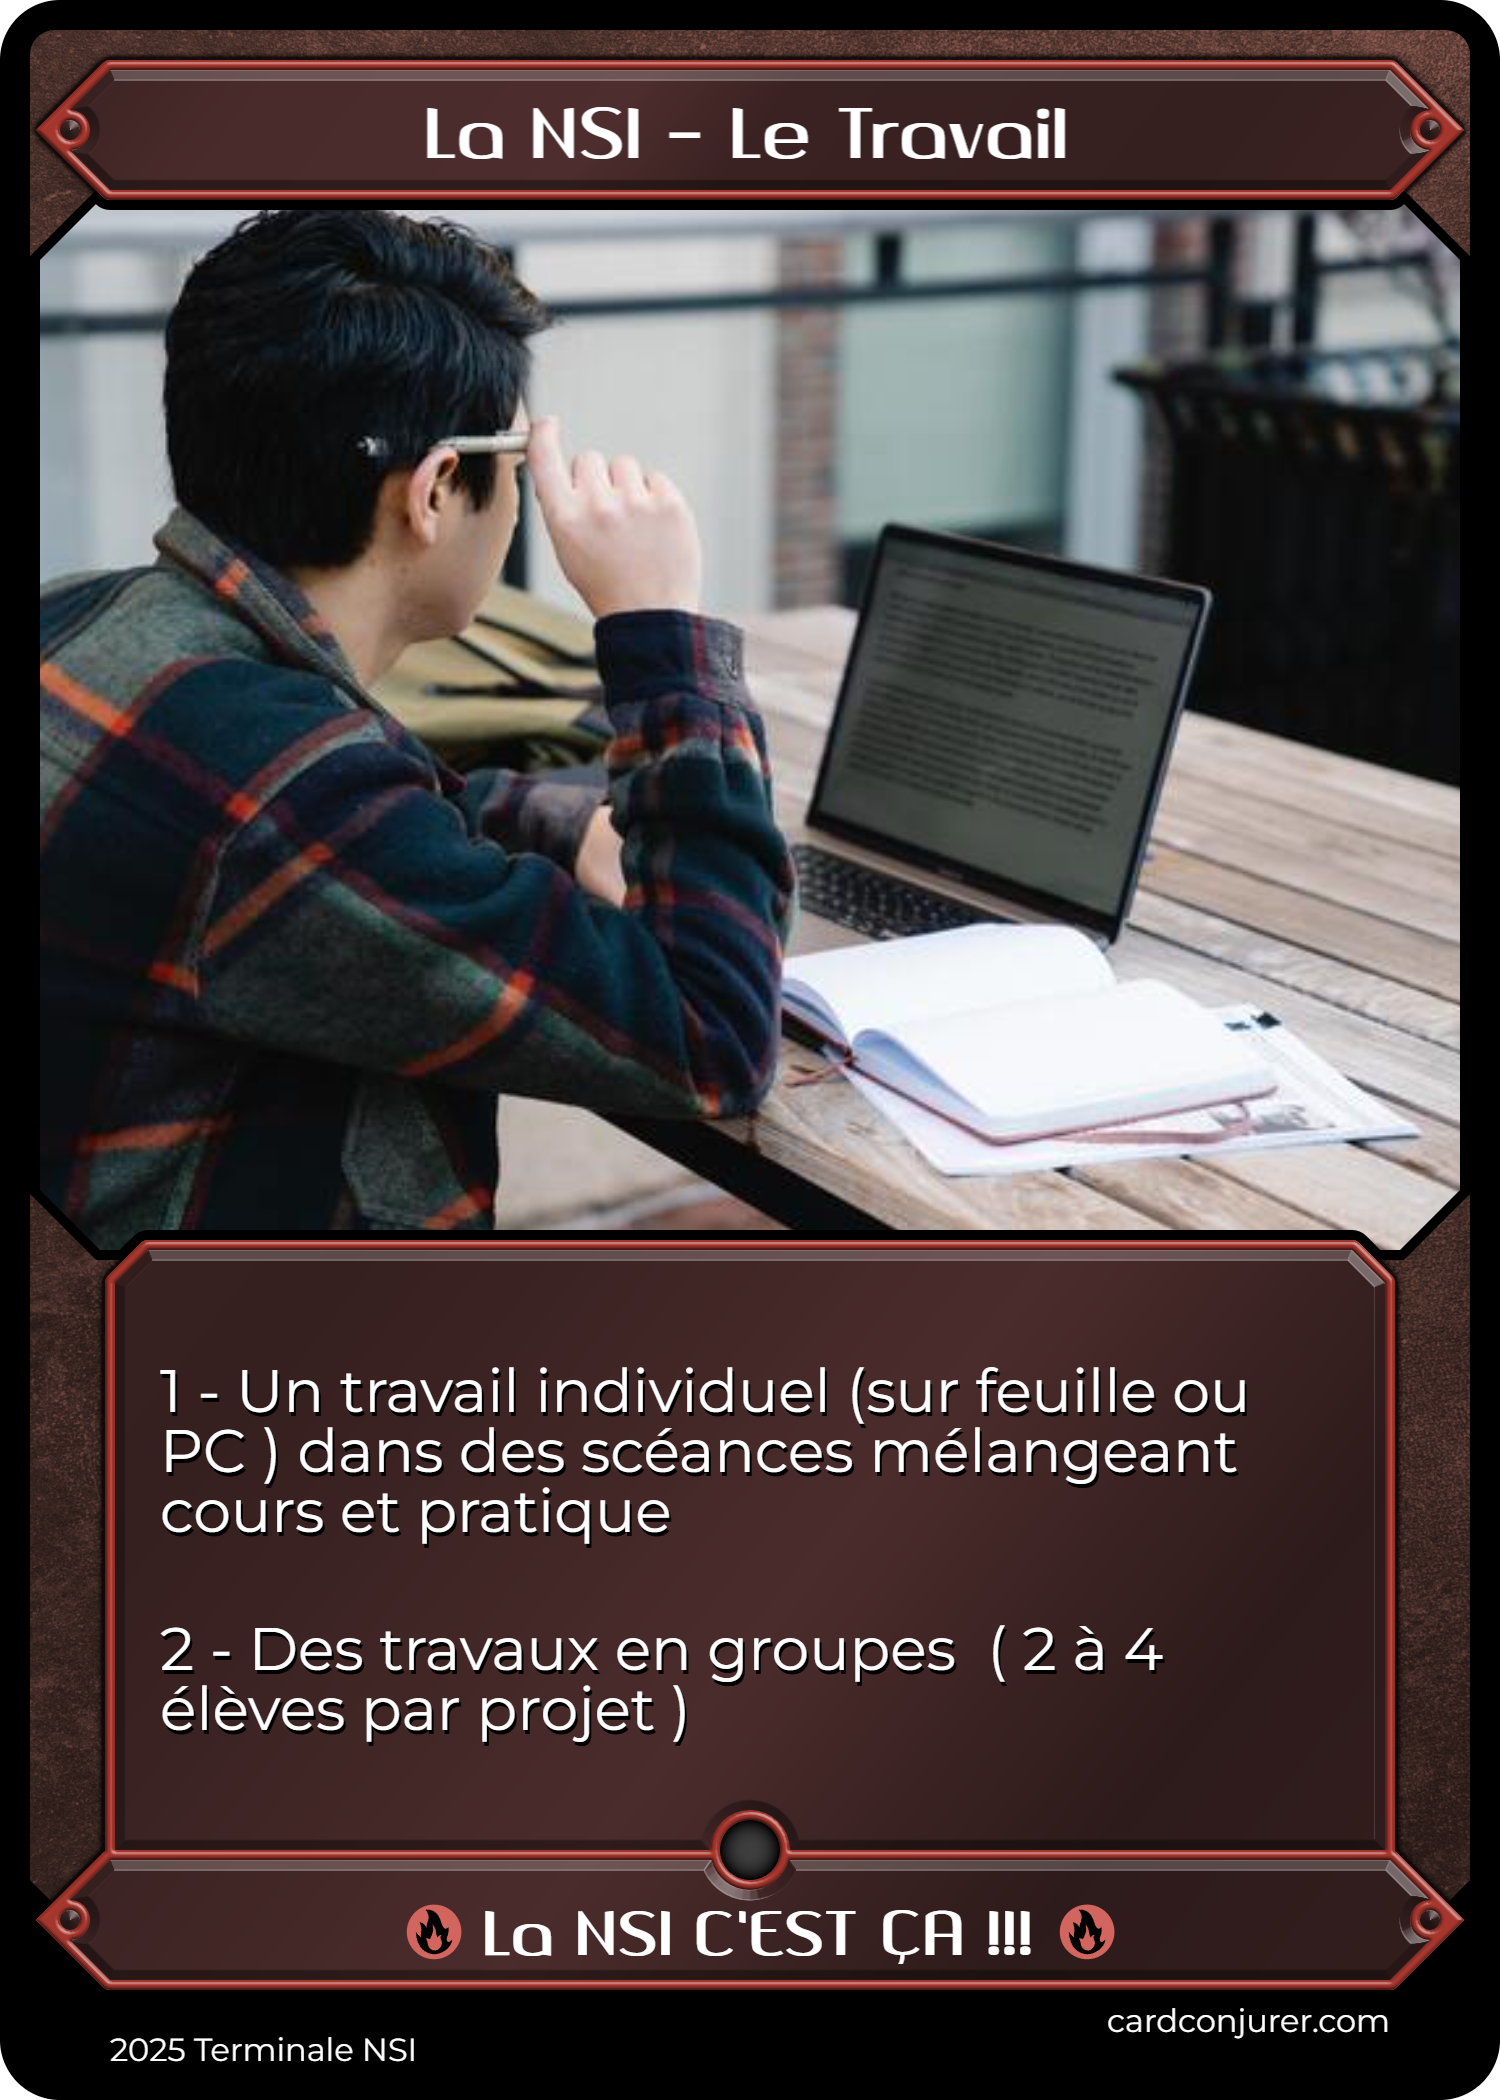 La NSI - Le Travail
1 - Un travail individuel (sur feuille ou
PC ) dans des scéances mélangeant
cours et pratique
2 - Des travaux en groupes  ( 2 à 4
élèves par projet )
La NSI C'EST ÇA !!!
cardconjurer.com
2025 Terminale NSI